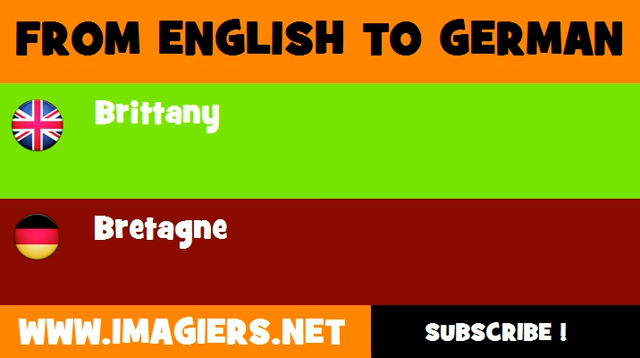 FROM ENGLISH TO GERMAN
Brittany
Bretagne
WWW.IMAGIERS.NET
SUBSCRIBE !